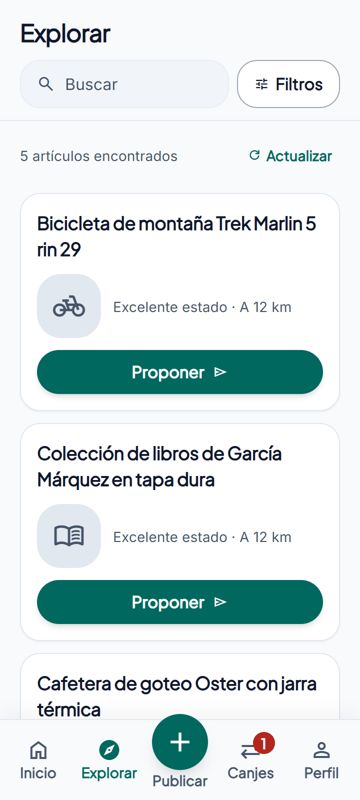 Explorar
Buscar
Filtros
5 artículos encontrados
Actualizar
Bicicleta de montaña Trek Marlin 5
rin 29
Excelente estado · A 12 km
Proponer
Colección de libros de García
Márquez en tapa dura
Excelente estado · A 12 km
Proponer
Cafetera de goteo Oster con jarra
térmica
1
Inicio
Explorar
Publicar
Canjes
Perfil